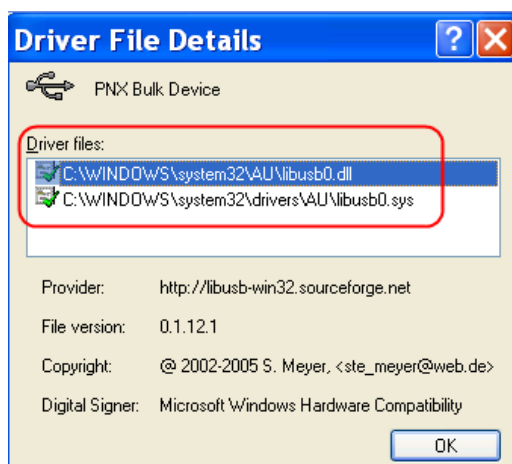 Driver File Details
PNX Bulk Device
Driver files:
C:\WINDOWS\system32\AU\libusb0.dll
C:\WINDOWS\system32\drivers\AU\libusb0.sys
Provider: http://libusb-win32.sourceforge.net
File version: 0.1.12.1
Copyright: @ 2002-2005 S. Meyer, <ste_meyer@web.de>
Digital Signer: Microsoft Windows Hardware Compatibility
OK